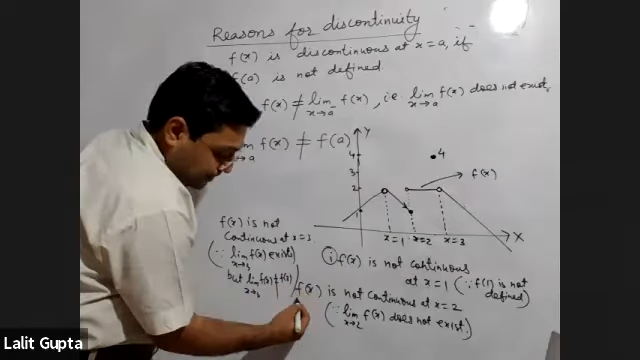 Reasons for discontinuity
f(x) is discontinuous at x=a, if
f(a) is not defined
f(x) ≠ lim f(x), i.e. lim f(x) does not exist,
x→a⁻ x→a
f(x) ≠ f(a)
x→a
Y
4
4
3
2
f(x)
x=1 x=2 x=3
X
f(x) is not
continuous at x=3
(∵ lim f(x) exists
x→3
but lim f(x) ≠ f(3))
x→3
(i) f(x) is not continuous
at x=1 (∵ f(1) is not
defined)
f(x) is not continuous at x=2
(∵ lim f(x) does not exist.)
x→2
Lalit Gupta